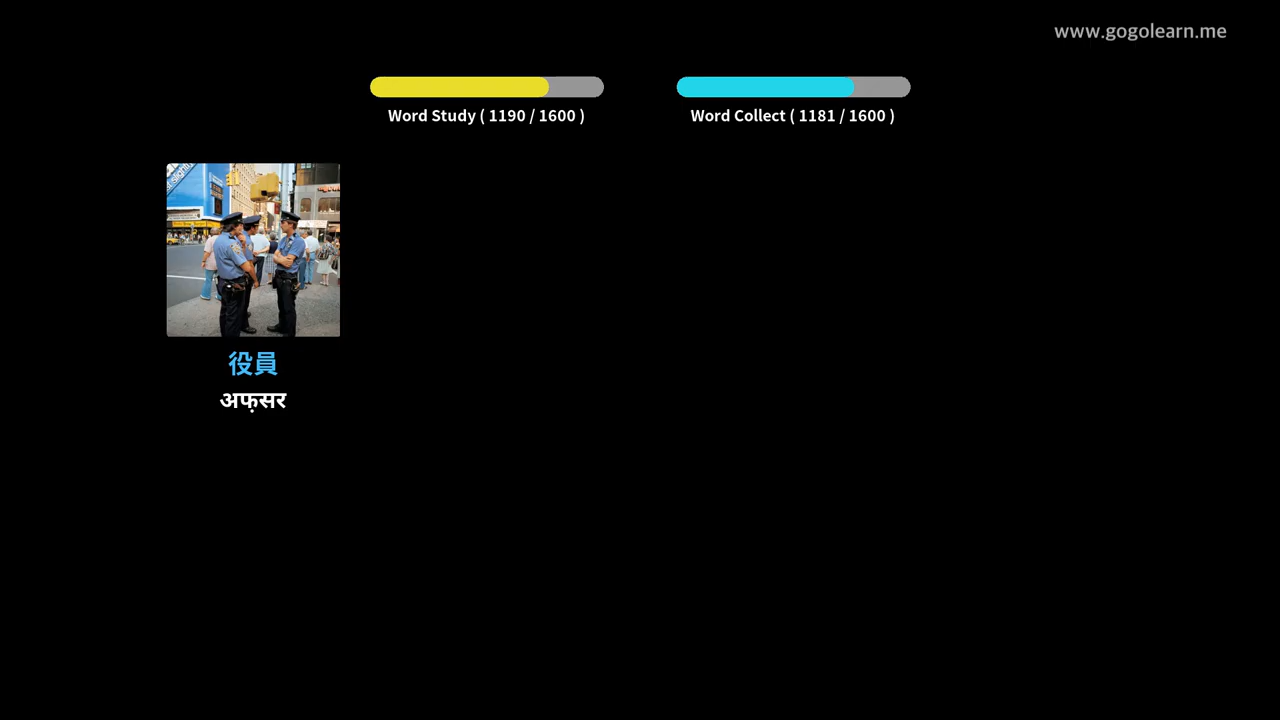 www.gogolearn.me
Word Study ( 1190 / 1600 )
Word Collect ( 1181 / 1600 )
役員
अफ़सर